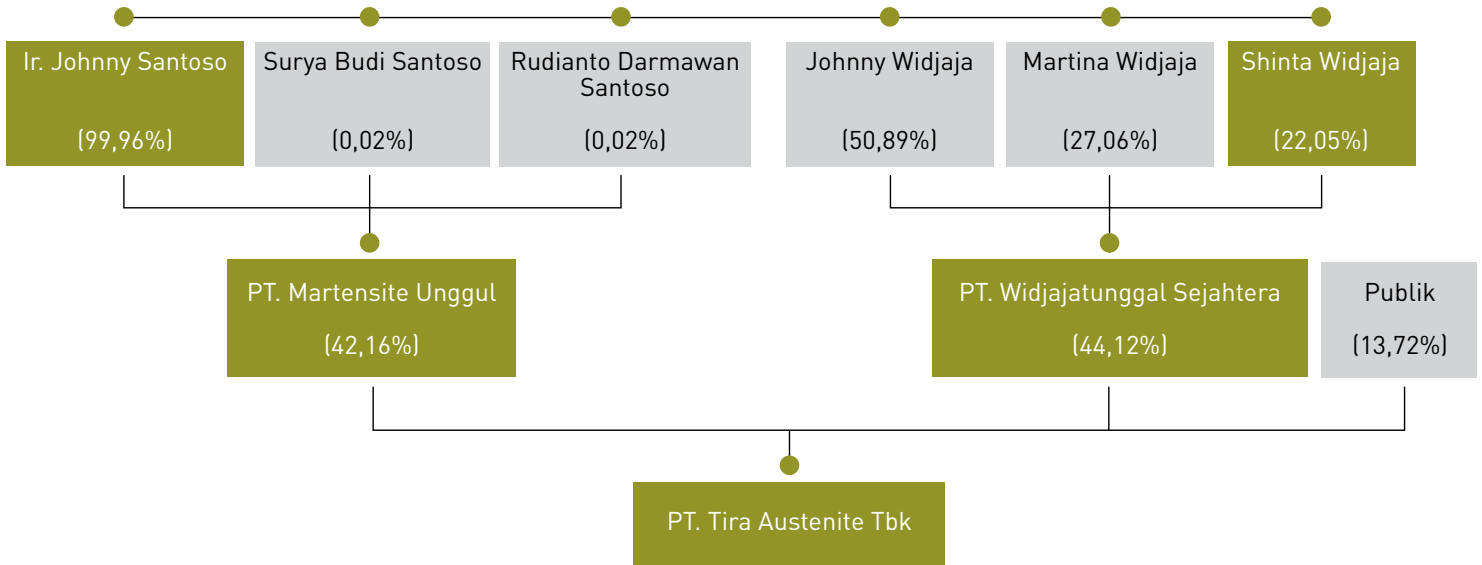 Ir. Johnny Santoso
(99,96%)
Surya Budi Santoso
(0,02%)
Rudianto Darmawan
Santoso
(0,02%)
Johnny Widjaja
(50,89%)
Martina Widjaja
(27,06%)
Shinta Widjaja
(22,05%)
PT. Martensite Unggul
(42,16%)
PT. Widjajatunggal Sejahtera
(44,12%)
Publik
(13,72%)
PT. Tira Austenite Tbk